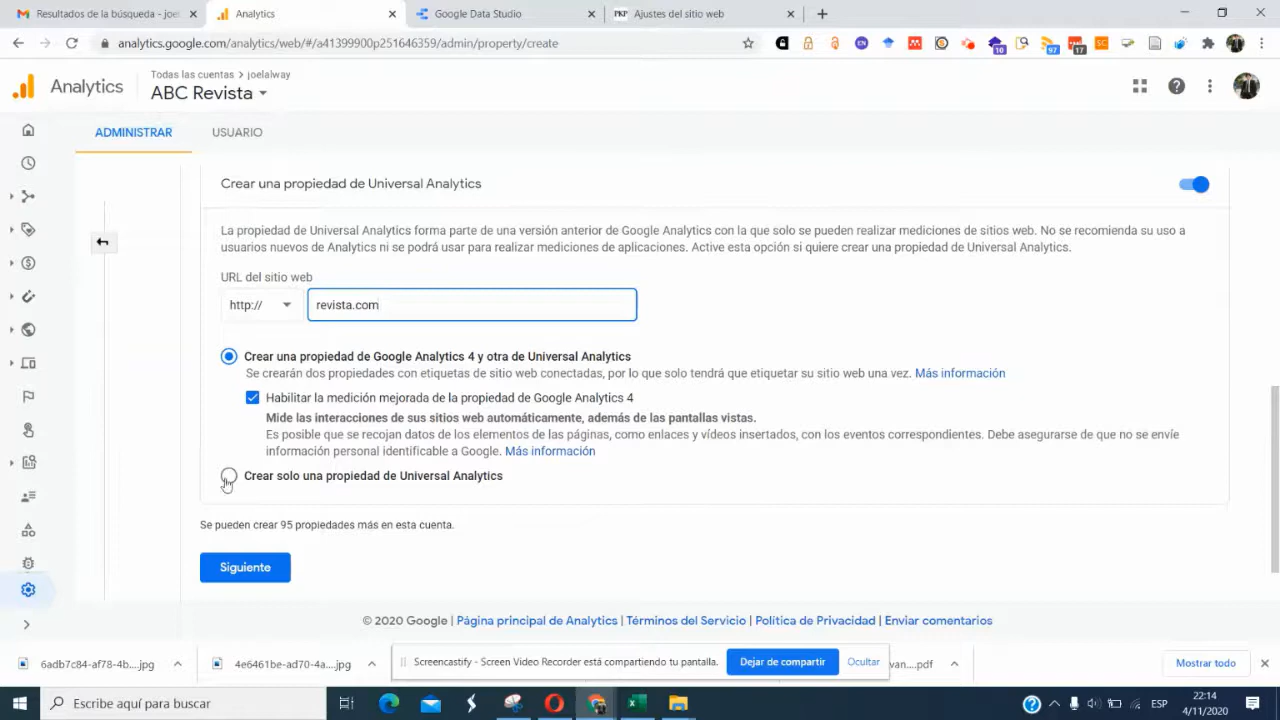 Resultados de la búsqueda - joel
Analytics
Google Data Studio
PKP
Ajustes del sitio web
analytics.google.com/analytics/web/#/a41399900p251646359/admin/property/create
EN
10
97
17
SC
Analytics
Todas las cuentas > joelalway
ABC Revista
ADMINISTRAR
USUARIO
Crear una propiedad de Universal Analytics
La propiedad de Universal Analytics forma parte de una versión anterior de Google Analytics con la que solo se pueden realizar mediciones de sitios web. No se recomienda su uso a
usuarios nuevos de Analytics ni se podrá usar para realizar mediciones de aplicaciones. Active esta opción si quiere crear una propiedad de Universal Analytics.
URL del sitio web
http://
revista.com
Crear una propiedad de Google Analytics 4 y otra de Universal Analytics
Se crearán dos propiedades con etiquetas de sitio web conectadas, por lo que solo tendrá que etiquetar su sitio web una vez. Más información
Habilitar la medición mejorada de la propiedad de Google Analytics 4
Mide las interacciones de sus sitios web automáticamente, además de las pantallas vistas.
Es posible que se recojan datos de los elementos de las páginas, como enlaces y vídeos insertados, con los eventos correspondientes. Debe asegurarse de que no se envíe
información personal identificable a Google. Más información
Crear solo una propiedad de Universal Analytics
Se pueden crear 95 propiedades más en esta cuenta.
Siguiente
© 2020 Google | Página principal de Analytics | Términos del Servicio | Política de Privacidad | Enviar comentarios
6adb7c84-af78-4b....jpg
4e6461be-ad70-4a....jpg
Screencastify - Screen Video Recorder está compartiendo tu pantalla.
Dejar de compartir
Ocultar
van....pdf
Mostrar todo
Escribe aquí para buscar
ESP
22:14
4/11/2020